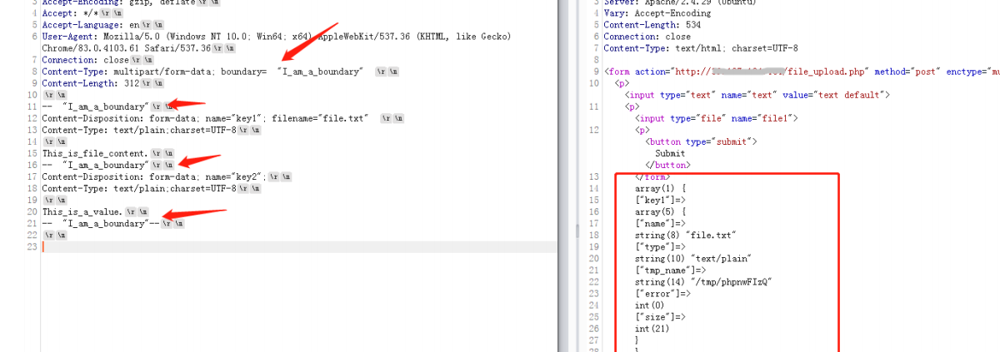 3 Accept-Encoding: gzip, deflate\r \n
4 Accept: */*\r \n
5 Accept-Language: en\r \n
6 User-Agent: Mozilla/5.0 (Windows NT 10.0; Win64; x64) AppleWebKit/537.36 (KHTML, like Gecko)
Chrome/83.0.4103.61 Safari/537.36\r \n
7 Connection: close\r \n
8 Content-Type: multipart/form-data; boundary=  "I_am_a_boundary"  \r \n
9 Content-Length: 312\r \n
10 \r \n
11 --  "I_am_a_boundary"\r \n
12 Content-Disposition: form-data; name="key1"; filename="file.txt"  \r \n
13 Content-Type: text/plain;charset=UTF-8\r \n
14 \r \n
15 This_is_file_content.\r \n
16 --  "I_am_a_boundary"\r \n
17 Content-Disposition: form-data; name="key2";\r \n
18 Content-Type: text/plain;charset=UTF-8\r \n
19 \r \n
20 This_is_a_value.\r \n
21 --  "I_am_a_boundary"--\r \n
22 \r \n
23
3 Server: Apache/2.4.29 (Ubuntu)
4 Vary: Accept-Encoding
5 Content-Length: 534
6 Connection: close
7 Content-Type: text/html; charset=UTF-8
8
9 <form action="http:// /file_upload.php" method="post" enctype="mu
10 <p>
<input type="text" name="text" value="text default">
11 <p>
<input type="file" name="file1">
12 <p>
<button type="submit">
Submit
</button>
13 </form>
14 array(1) {
15 ["key1"]=>
16 array(5) {
17 ["name"]=>
18 string(8) "file.txt"
19 ["type"]=>
20 string(10) "text/plain"
21 ["tmp_name"]=>
22 string(14) "/tmp/phpnwFIzQ"
23 ["error"]=>
24 int(0)
25 ["size"]=>
26 int(21)
27 }
28 }